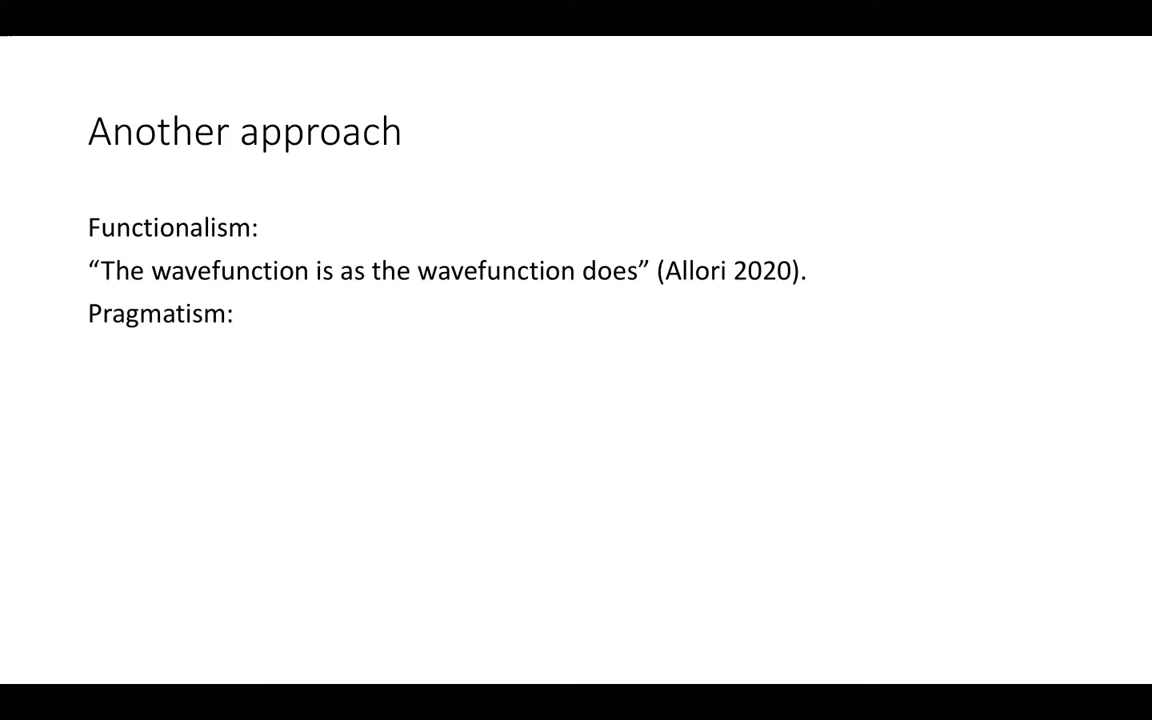 Another approach
Functionalism:
“The wavefunction is as the wavefunction does” (Allori 2020).
Pragmatism: